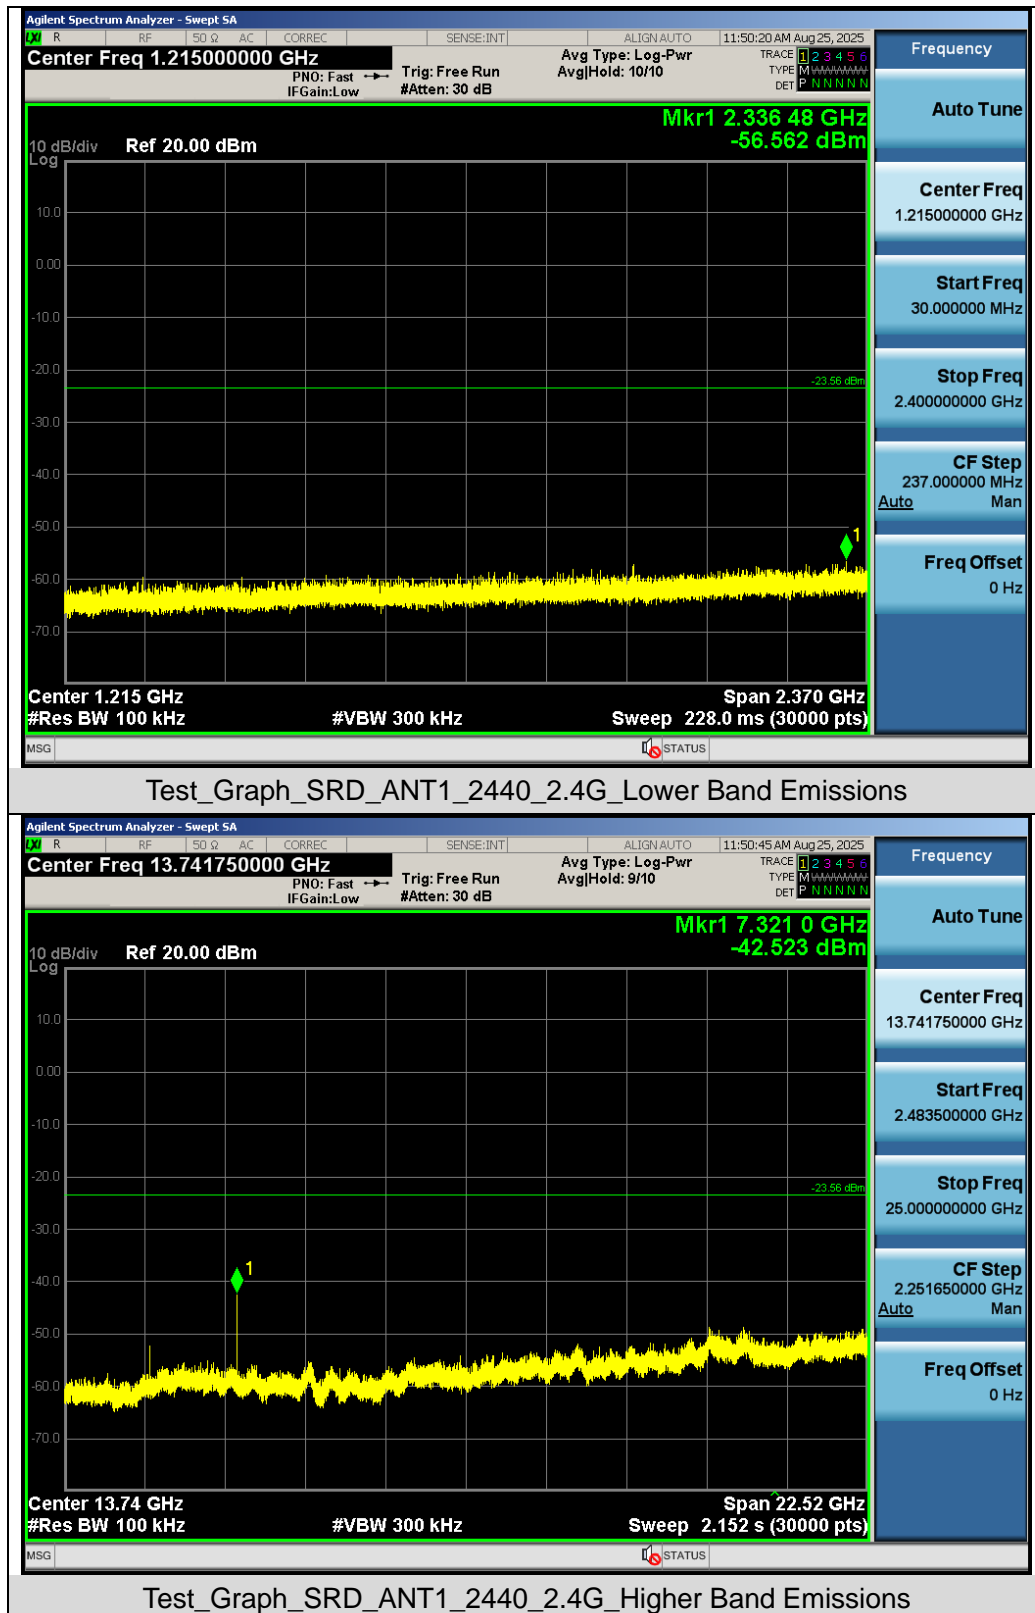 Agilent Spectrum Analyzer - Swept SA
LXI R RF 50 Ω AC CORREC SENSE:INT ALIGN AUTO 11:50:20 AM Aug 25, 2025
Center Freq 1.215000000 GHz
PNO: Fast
IFGain:Low
Trig: Free Run
#Atten: 30 dB
Avg Type: Log-Pwr
Avg|Hold: 10/10
TRACE 1 2 3 4 5 6
TYPE M W W W W W
DET P N N N N N
Mkr1 2.336 48 GHz
-56.562 dBm
10 dB/div Ref 20.00 dBm
Log
10.0
0.00
-10.0
-20.0
-23.56 dBm
-30.0
-40.0
-50.0
1
-60.0
-70.0
Center 1.215 GHz Span 2.370 GHz
#Res BW 100 kHz #VBW 300 kHz Sweep 228.0 ms (30000 pts)
MSG STATUS
Frequency
Auto Tune
Center Freq
1.215000000 GHz
Start Freq
30.000000 MHz
Stop Freq
2.400000000 GHz
CF Step
237.000000 MHz
Auto Man
Freq Offset
0 Hz
Test_Graph_SRD_ANT1_2440_2.4G_Lower Band Emissions
Agilent Spectrum Analyzer - Swept SA
LXI R RF 50 Ω AC CORREC SENSE:INT ALIGN AUTO 11:50:45 AM Aug 25, 2025
Center Freq 13.741750000 GHz
PNO: Fast
IFGain:Low
Trig: Free Run
#Atten: 30 dB
Avg Type: Log-Pwr
Avg|Hold: 9/10
TRACE 1 2 3 4 5 6
TYPE M W W W W W
DET P N N N N N
Mkr1 7.321 0 GHz
-42.523 dBm
10 dB/div Ref 20.00 dBm
Log
10.0
0.00
-10.0
-20.0
-23.56 dBm
-30.0
1
-40.0
-50.0
-60.0
-70.0
Center 13.74 GHz Span 22.52 GHz
#Res BW 100 kHz #VBW 300 kHz Sweep 2.152 s (30000 pts)
MSG STATUS
Frequency
Auto Tune
Center Freq
13.741750000 GHz
Start Freq
2.483500000 GHz
Stop Freq
25.000000000 GHz
CF Step
2.251650000 GHz
Auto Man
Freq Offset
0 Hz
Test_Graph_SRD_ANT1_2440_2.4G_Higher Band Emissions